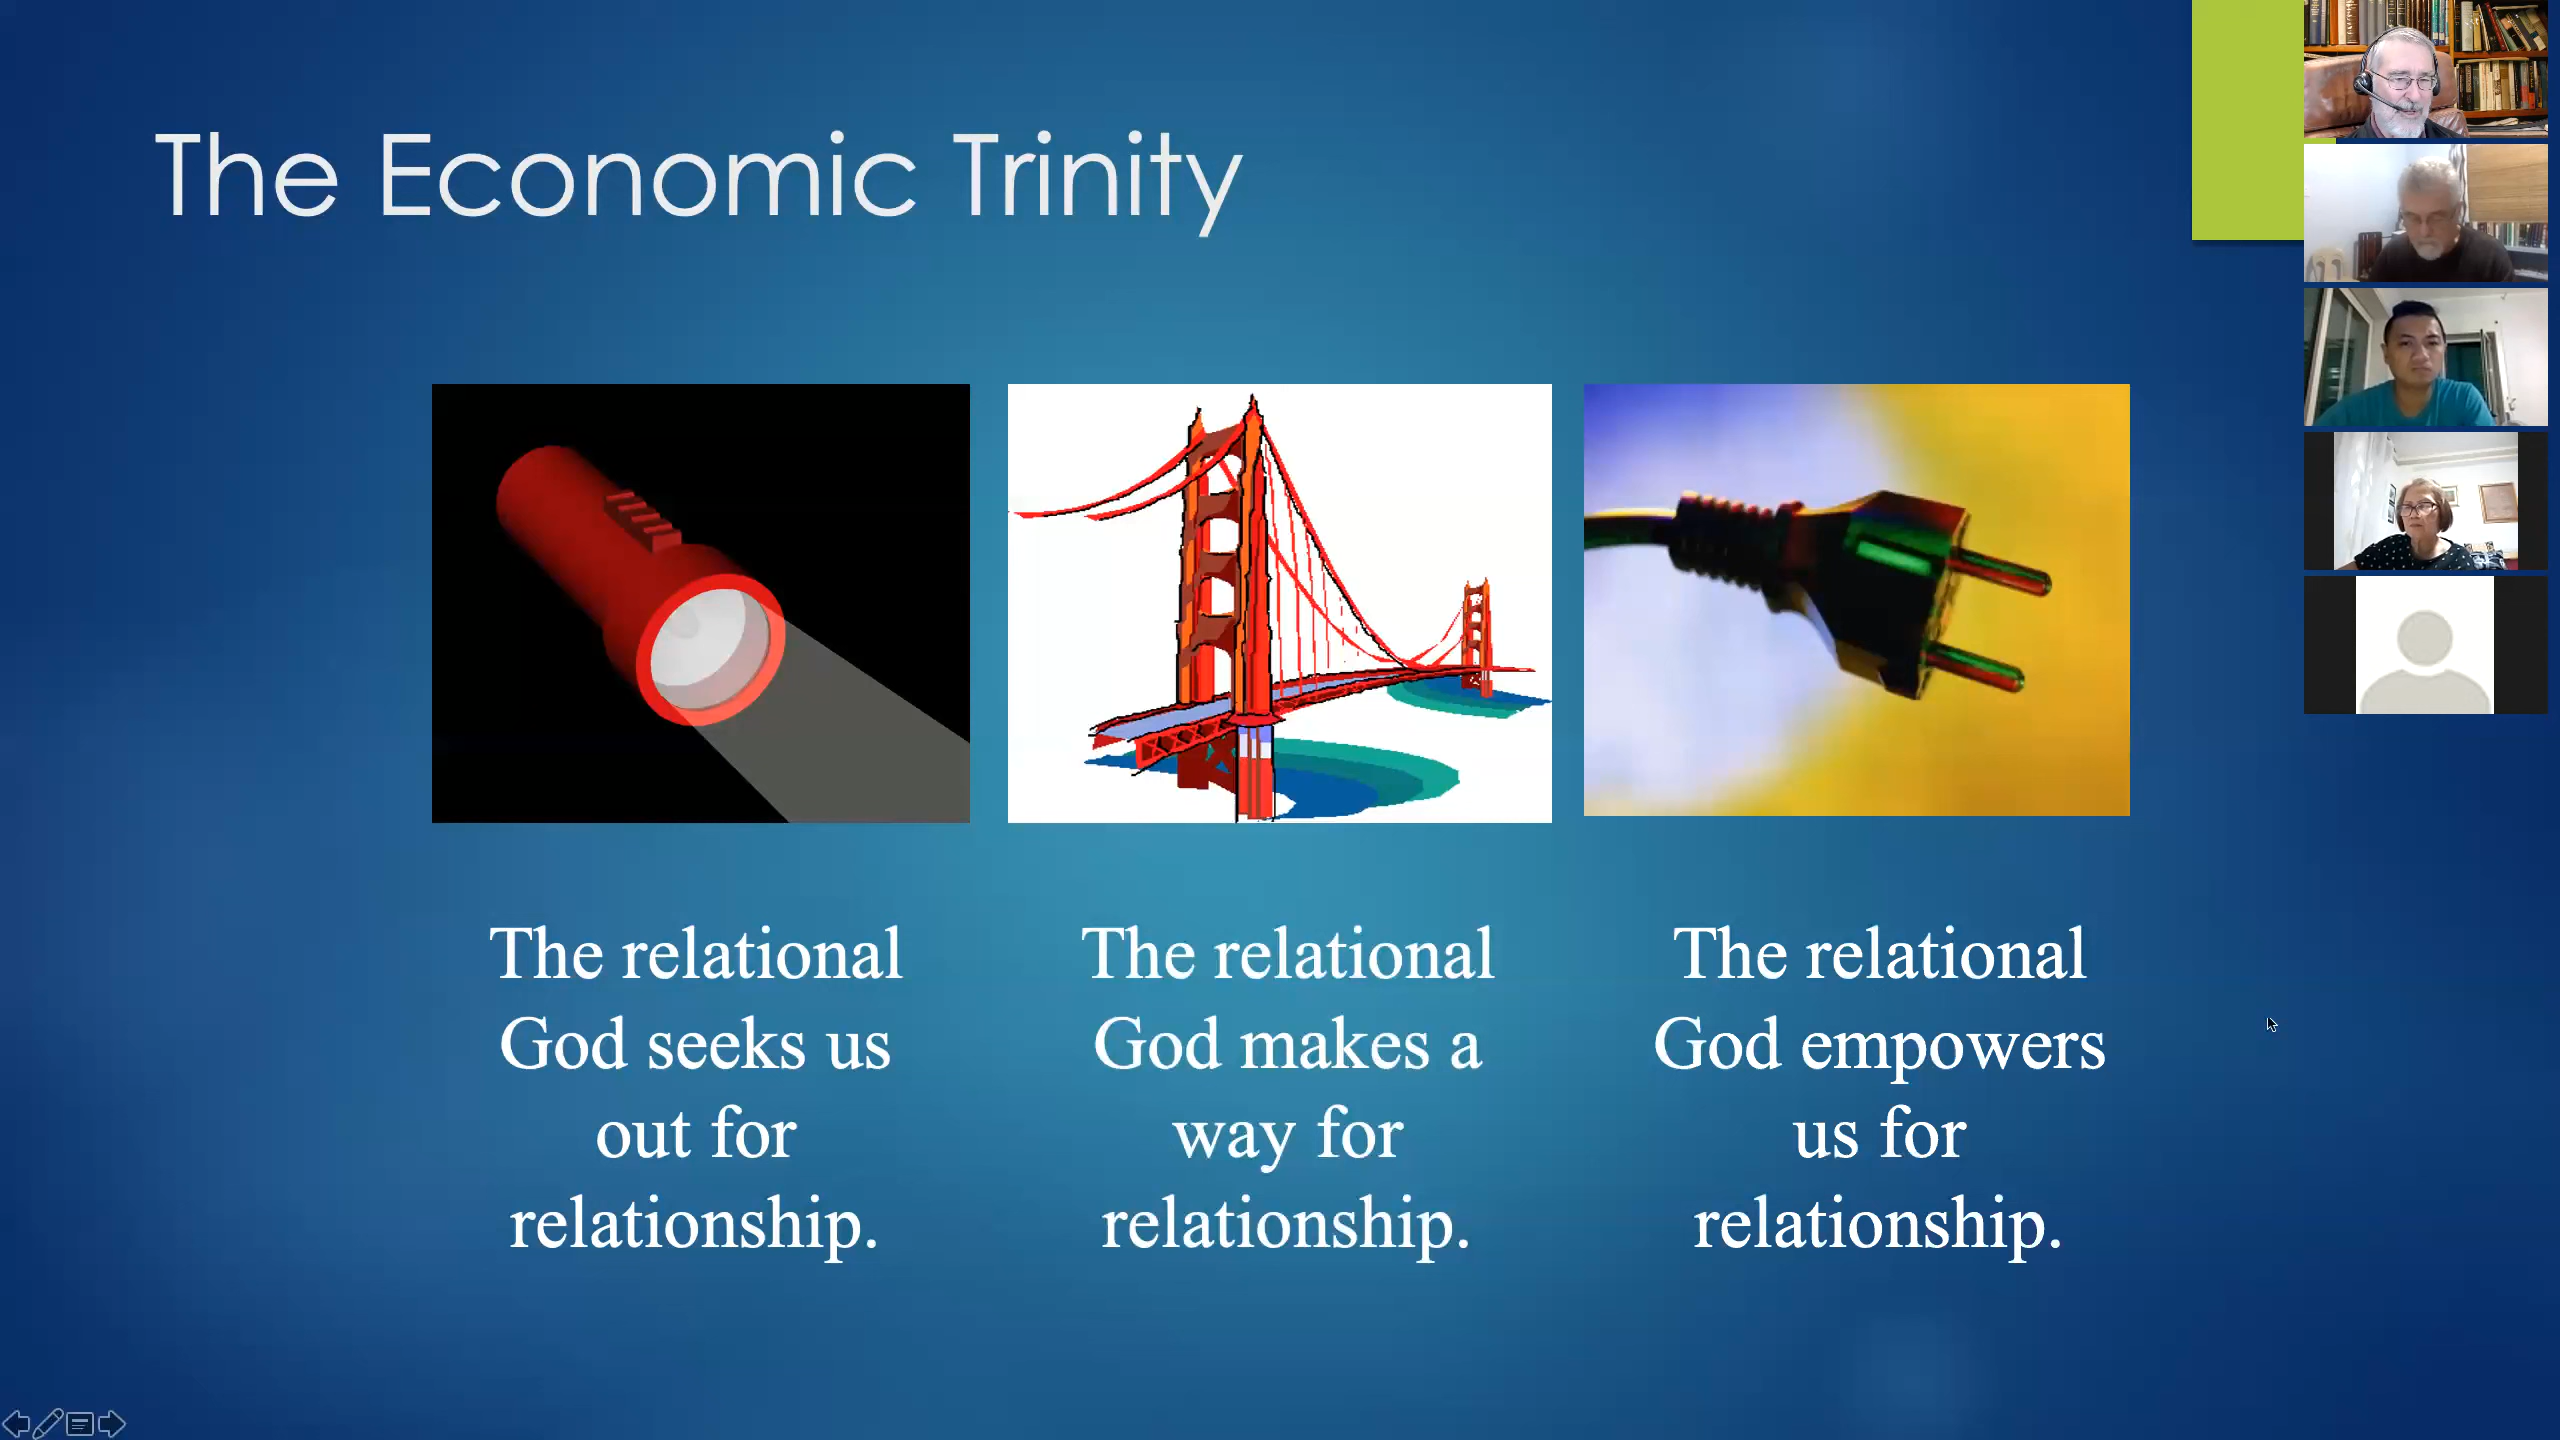 The Economic Trinity
The relational
God seeks us
out for
relationship.
The relational
God makes a
way for
relationship.
The relational
God empowers
us for
relationship.